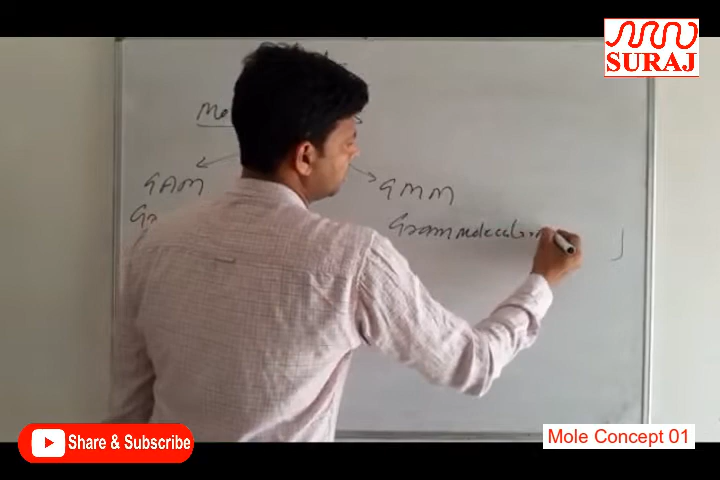 SURAJ
GAM
GMM
Gram molecular
Share & Subscribe
Mole Concept 01